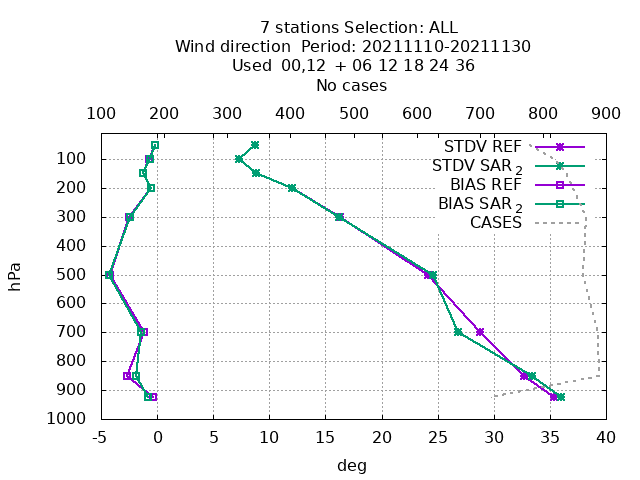 7 stations Selection: ALL
Wind direction  Period: 20211110-20211130
Used  00,12  + 06 12 18 24 36
No cases
100 200 300 400 500 600 700 800 900
STDV REF
STDV SAR 2
BIAS REF
BIAS SAR 2
CASES
100
200
300
400
500
600
700
800
900
1000
hPa
-5 0 5 10 15 20 25 30 35 40
deg